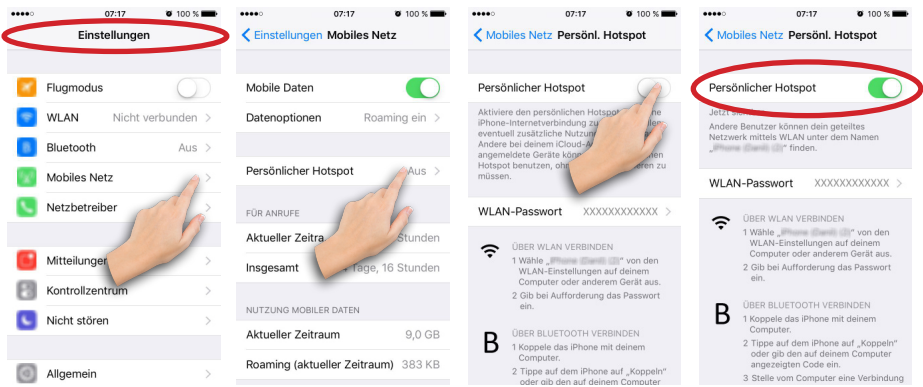 07:17
100 %
Einstellungen
Flugmodus
WLAN Nicht verbunden
Bluetooth Aus
Mobiles Netz
Netzbetreiber
Mitteilungen
Kontrollzentrum
Nicht stören
Allgemein
07:17
100 %
Einstellungen Mobiles Netz
Mobile Daten
Datenoptionen Roaming ein
Persönlicher Hotspot Aus
FÜR ANRUFE
Aktueller Zeitra Stunden
Insgesamt Tage, 16 Stunden
NUTZUNG MOBILER DATEN
Aktueller Zeitraum 9,0 GB
Roaming (aktueller Zeitraum) 383 KB
07:17
100 %
Mobiles Netz Persönl. Hotspot
Persönlicher Hotspot
Aktiviere den persönlichen Hotspot
iPhone-Internetverbindung zu
eventuell zusätzliche Nutzun
Andere bei deinem iCloud-A
angemeldete Geräte kön
Hotspot benutzen, oh zu
müssen.
WLAN-Passwort XXXXXXXXXXXX
ÜBER WLAN VERBINDEN
1 Wähle „ " von den
WLAN-Einstellungen auf deinem
Computer oder anderem Gerät aus.
2 Gib bei Aufforderung das Passwort
ein.
B
ÜBER BLUETOOTH VERBINDEN
1 Koppele das iPhone mit deinem
Computer.
2 Tippe auf dem iPhone auf „Koppeln"
oder gib den auf deinem Computer
07:17
100 %
Mobiles Netz Persönl. Hotspot
Persönlicher Hotspot
Jetzt
Andere Benutzer können dein geteiltes
Netzwerk mittels WLAN unter dem Namen
„ " finden.
WLAN-Passwort XXXXXXXXXXXX
ÜBER WLAN VERBINDEN
1 Wähle „ " von den
WLAN-Einstellungen auf deinem
Computer oder anderem Gerät aus.
2 Gib bei Aufforderung das Passwort
ein.
B
ÜBER BLUETOOTH VERBINDEN
1 Koppele das iPhone mit deinem
Computer.
2 Tippe auf dem iPhone auf „Koppeln"
oder gib den auf deinem Computer
angezeigten Code ein.
3 Stelle vom Computer eine Verbindung